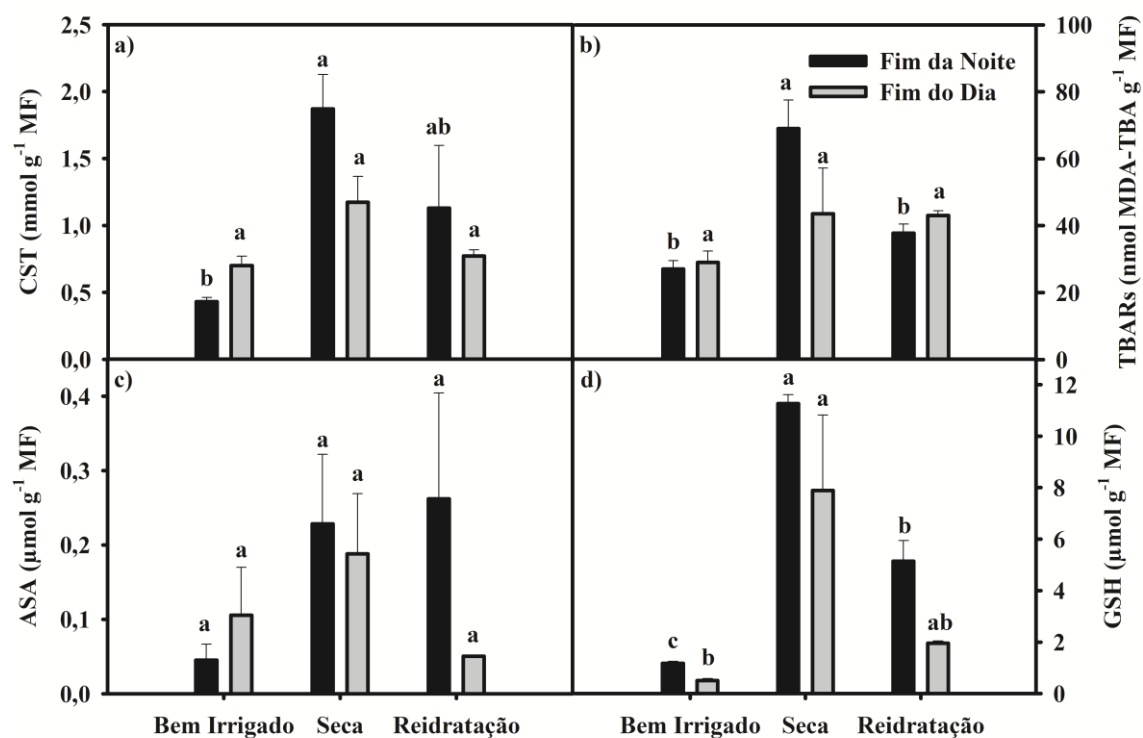 a)
CST (mmol g⁻¹ MF)
2,5
2,0
1,5
1,0
0,5
0,0
b a
a a
ab a
b)
Fim da Noite
Fim do Dia
b a
a a
b a
100
80
60
40
20
0
TBARs (nmol MDA-TBA g⁻¹ MF)
c)
ASA (µmol g⁻¹ MF)
0,4
0,3
0,2
0,1
0,0
a a
a a
a a
Bem Irrigado Seca Reidratação
d)
c b
a a
b ab
12
10
8
6
4
2
0
GSH (µmol g⁻¹ MF)
Bem Irrigado Seca Reidratação